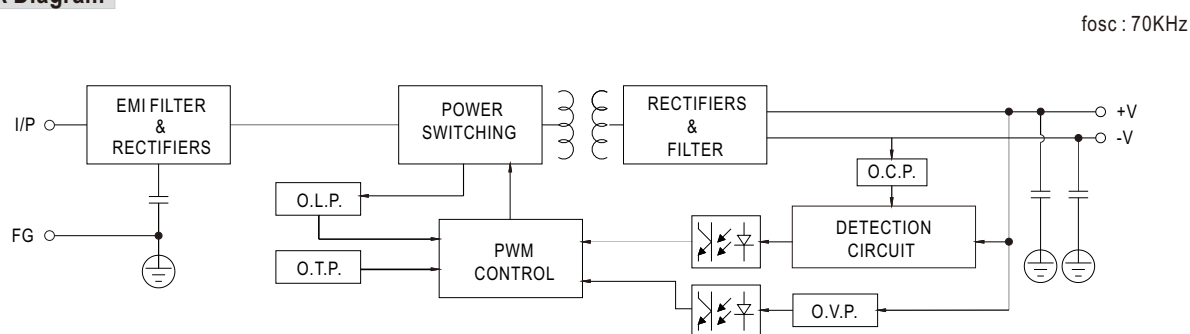 Diagram
fosc : 70KHz
I/P
EMI FILTER
&
RECTIFIERS
POWER
SWITCHING
RECTIFIERS
&
FILTER
+V
-V
O.C.P.
O.L.P.
DETECTION
CIRCUIT
FG
PWM
CONTROL
O.T.P.
O.V.P.